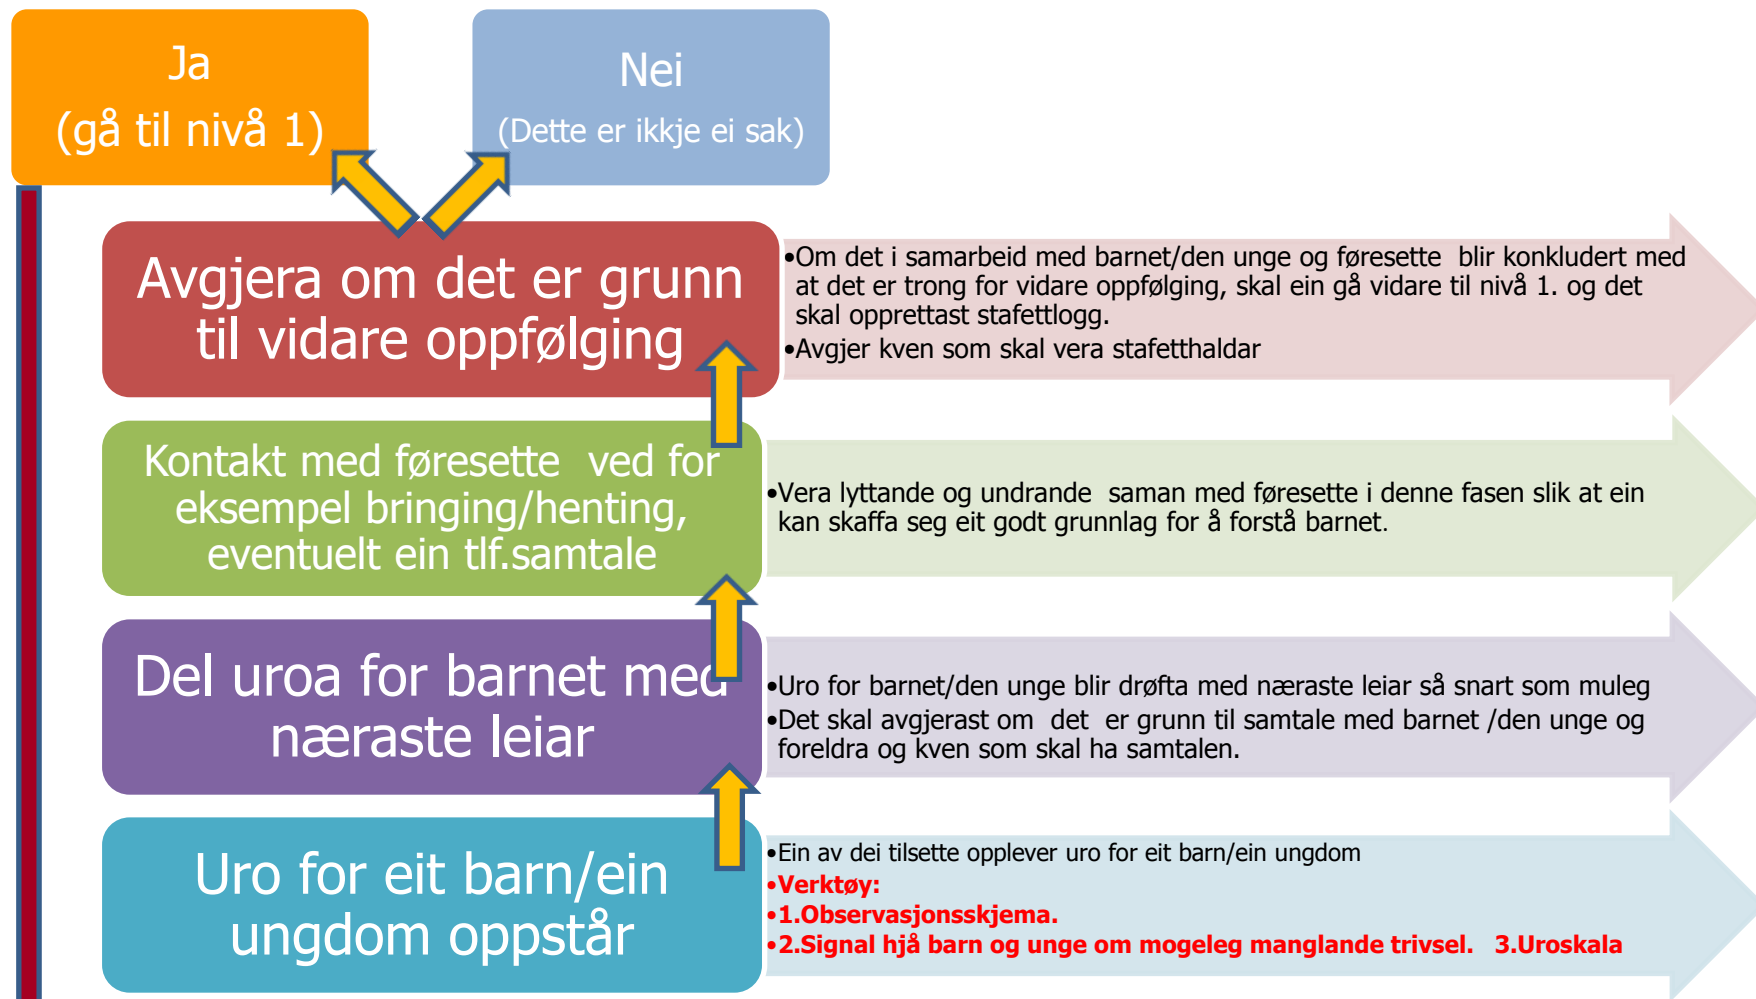 Ja
(gå til nivå 1)
Nei
(Dette er ikkje ei sak)
Avgjera om det er grunn
til vidare oppfølging
•Om det i samarbeid med barnet/den unge og føresette blir konkludert med
at det er trong for vidare oppfølging, skal ein gå vidare til nivå 1. og det
skal opprettast stafettlogg.
•Avgjer kven som skal vera stafetthaldar
Kontakt med føresette ved for
eksempel bringing/henting,
eventuelt ein tlf.samtale
•Vera lyttande og undrande saman med føresette i denne fasen slik at ein
kan skaffa seg eit godt grunnlag for å forstå barnet.
Del uroa for barnet med
næraste leiar
•Uro for barnet/den unge blir drøfta med næraste leiar så snart som muleg
•Det skal avgjerast om det er grunn til samtale med barnet /den unge og
foreldra og kven som skal ha samtalen.
Uro for eit barn/ein
ungdom oppstår
•Ein av dei tilsette opplever uro for eit barn/ein ungdom
•Verktøy:
•1.Observasjonsskjema.
•2.Signal hjå barn og unge om mogeleg manglande trivsel. 3.Uroskala